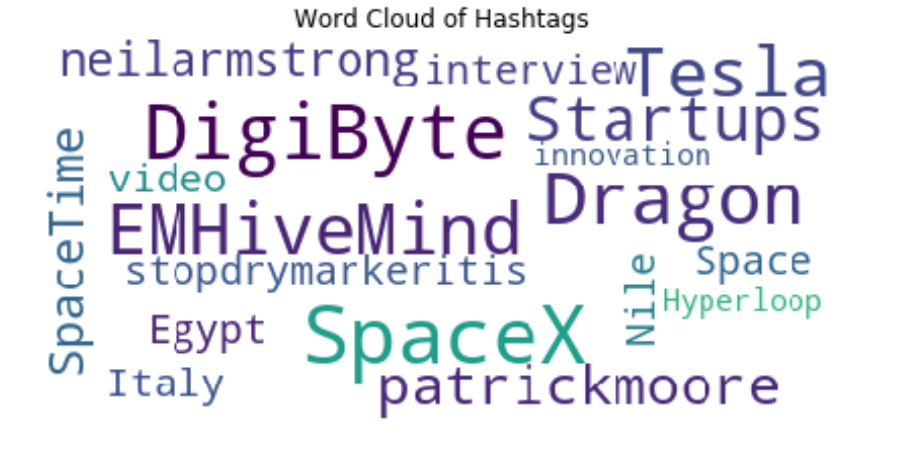 Word Cloud of Hashtags
neilarmstrong
interview
Tesla
DigiByte
Startups
innovation
video
SpaceTime
EMHiveMind
Dragon
stopdrymarkeritis
Space
Nile
Hyperloop
Egypt
SpaceX
Italy
patrickmoore